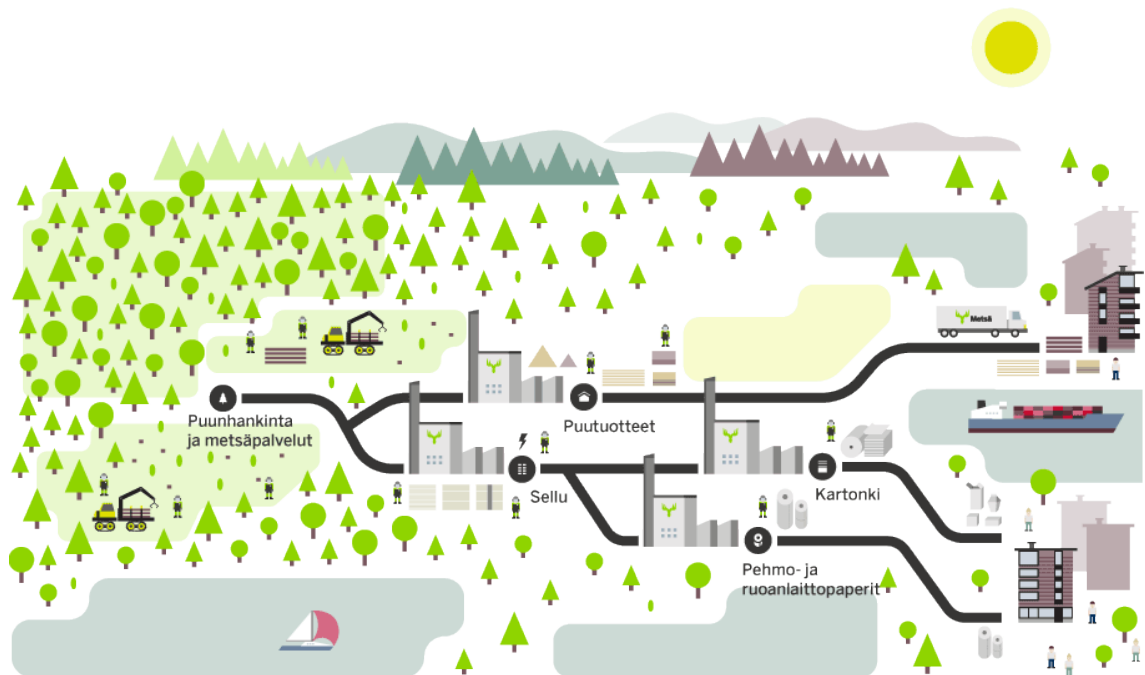 Metsä
Puunhankinta
ja metsäpalvelut
Puutuotteet
Sellu
Kartonki
Pehmo- ja
ruoanlaittopaperit